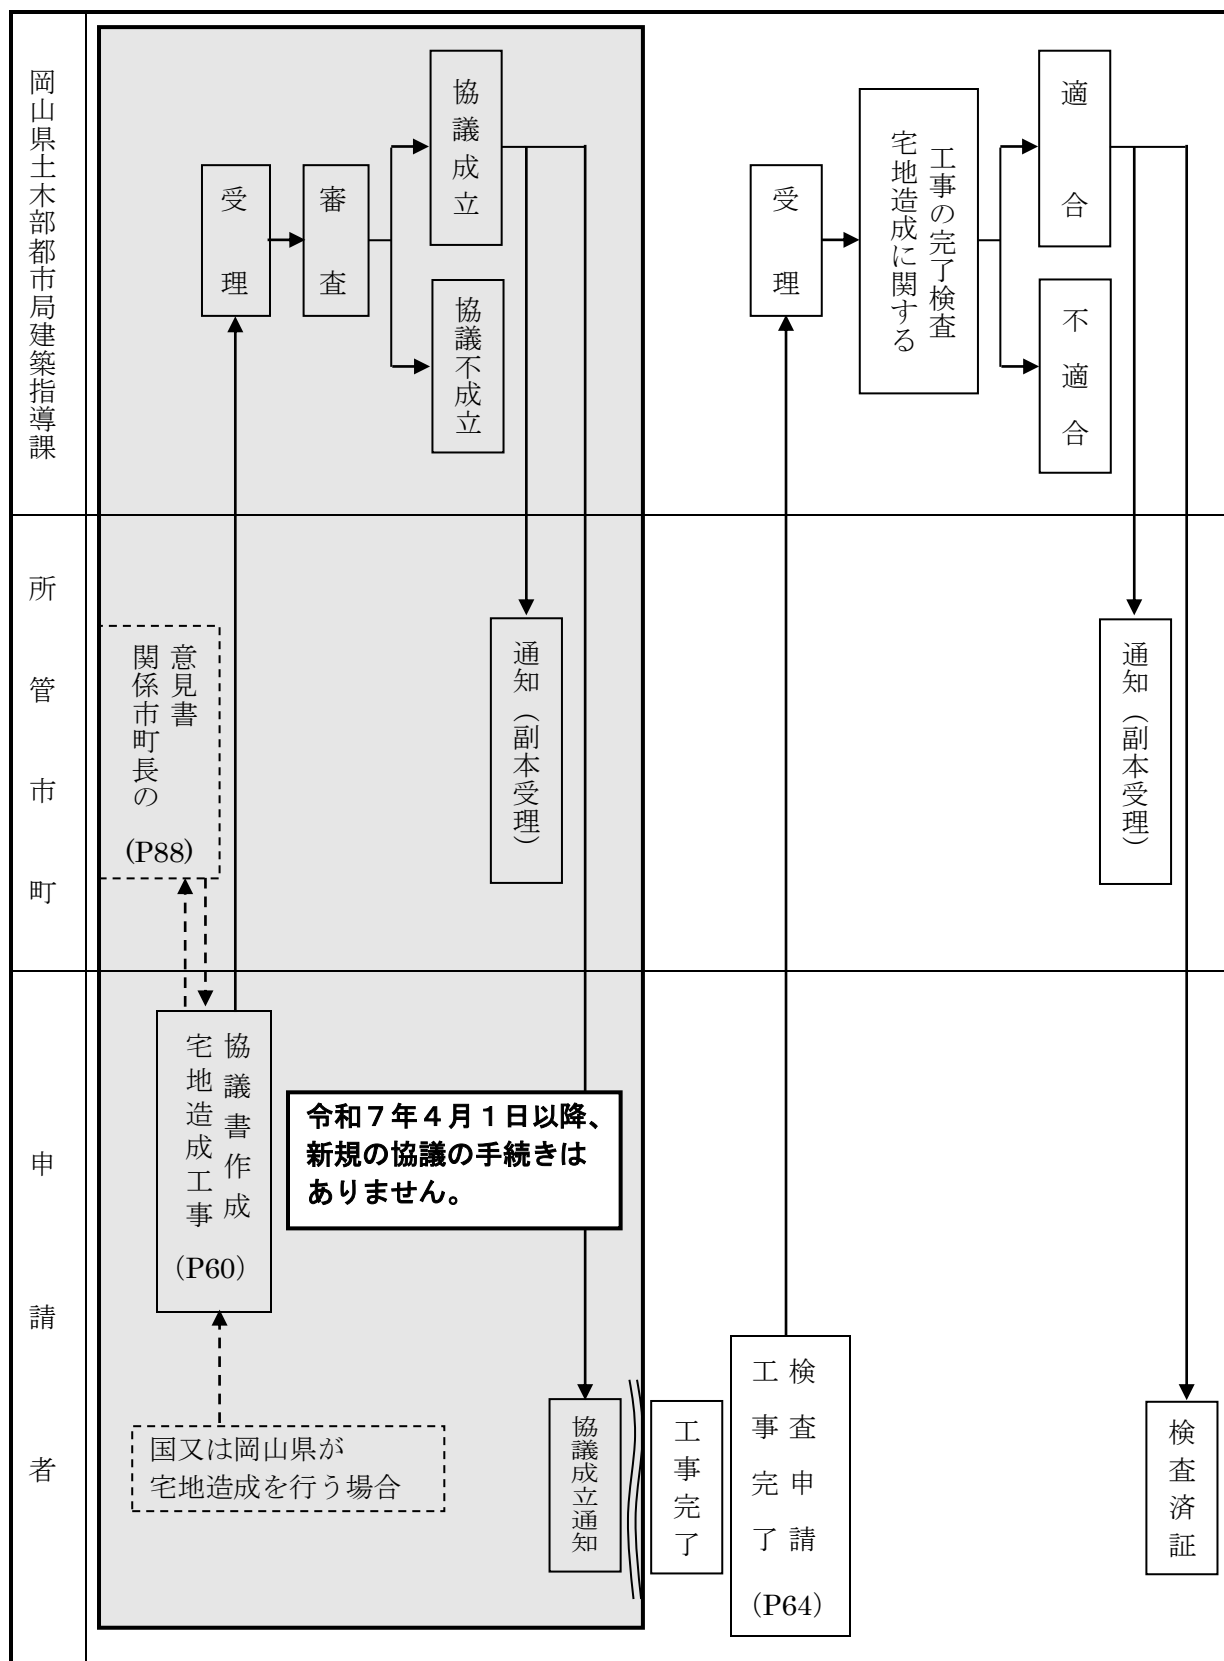 岡山県土木部都市局建築指導課
受理
審査
協議成立
協議不成立
受理
宅地造成に関する
工事の完了検査
適合
不適合
所管市町
関係市町長の
意見書
(P88)
通知（副本受理）
通知（副本受理）
申請者
宅地造成工事
協議書作成
（P60）
令和７年４月１日以降、
新規の協議の手続きは
ありません。
国又は岡山県が
宅地造成を行う場合
協議成立通知
工事完了
工事完了
検査申請
（P64）
検査済証